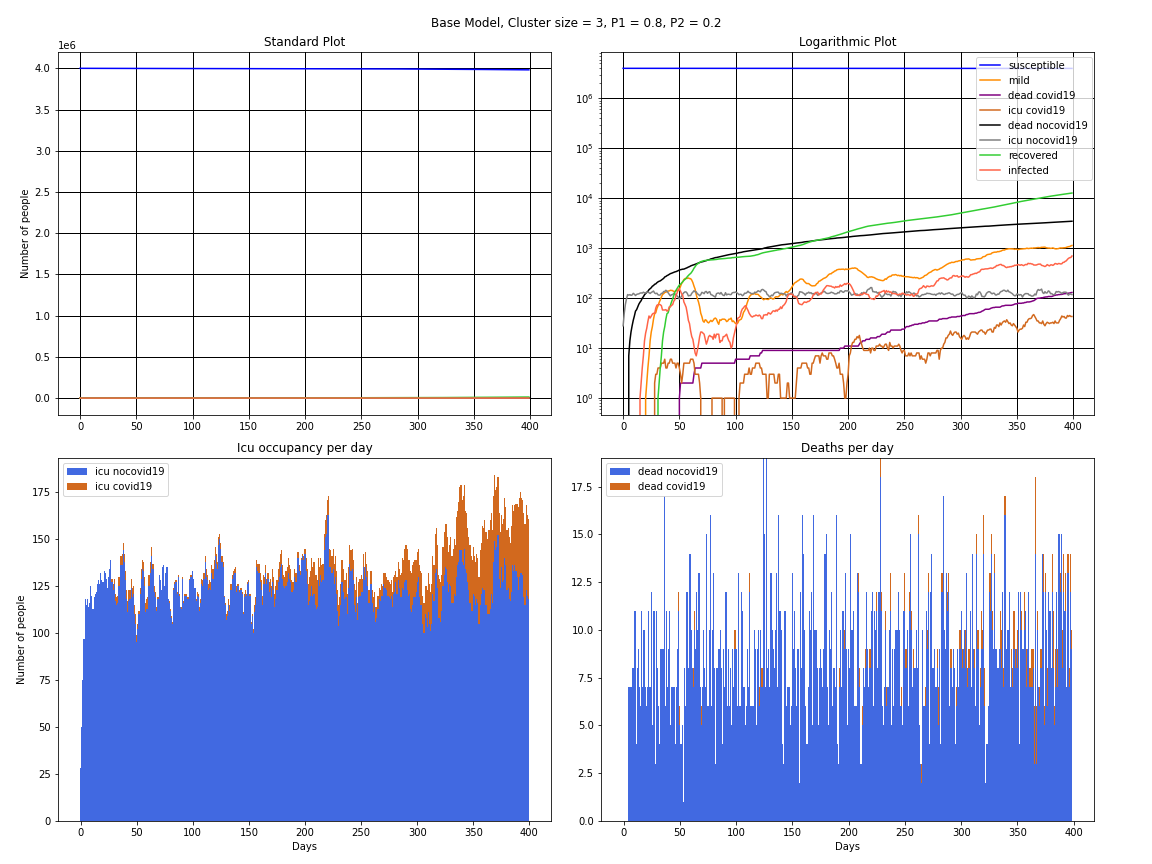 Base Model, Cluster size = 3, P1 = 0.8, P2 = 0.2
Standard Plot
1e6
4.0
3.5
3.0
2.5
2.0
1.5
1.0
0.5
0.0
Number of people
0 50 100 150 200 250 300 350 400
Logarithmic Plot
susceptible
mild
dead covid19
icu covid19
dead nocovid19
icu nocovid19
recovered
infected
10^6
10^5
10^4
10^3
10^2
10^1
10^0
0 50 100 150 200 250 300 350 400
Icu occupancy per day
icu nocovid19
icu covid19
175
150
125
100
75
50
25
0
Number of people
0 50 100 150 200 250 300 350 400
Days
Deaths per day
dead nocovid19
dead covid19
17.5
15.0
12.5
10.0
7.5
5.0
2.5
0.0
0 50 100 150 200 250 300 350 400
Days